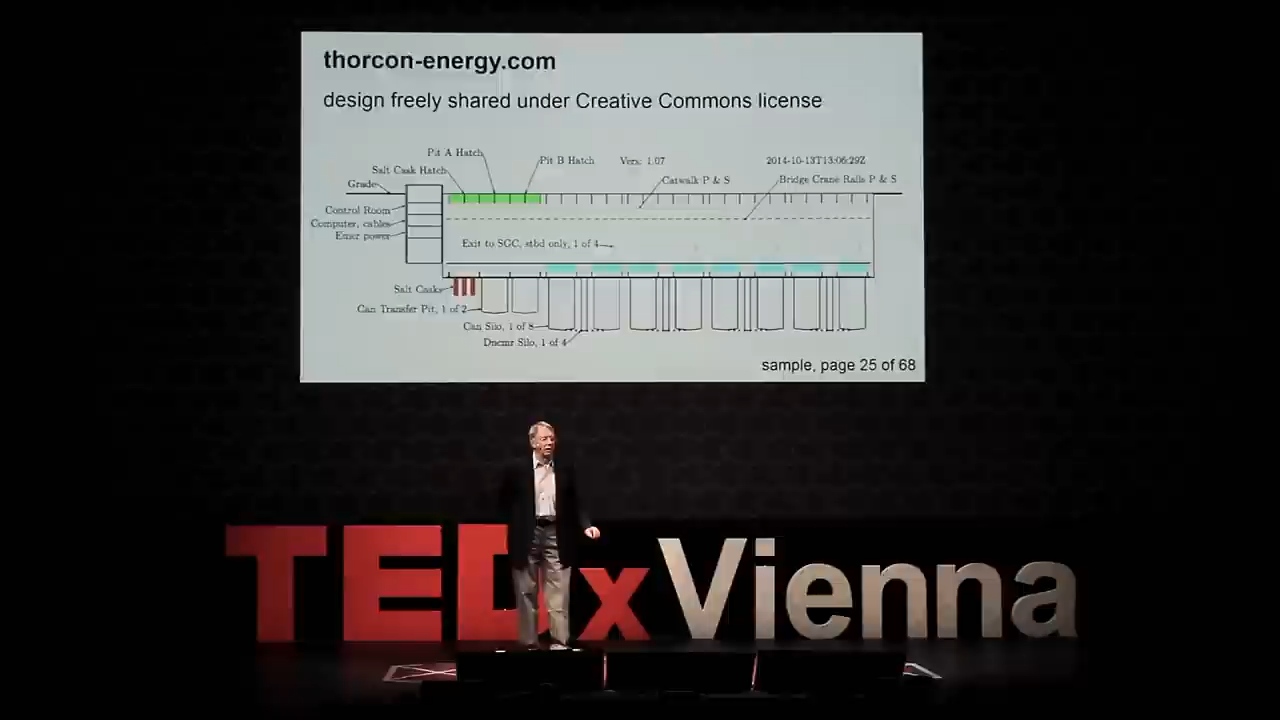 thorcon-energy.com
design freely shared under Creative Commons license
Pit A Hatch
Pit B Hatch
Vers: 1.07
2014-10-13T13:06:29Z
Salt Cask Hatch
Catwalk P & S
Bridge Crane Rails P & S
Grade
Control Room
Computer, cables
Emer power
Exit to SGC, stbd only, 1 of 4
Salt Casks
Can Transfer Pit, 1 of 2
Can Silo, 1 of 8
Dncmr Silo, 1 of 4
sample, page 25 of 68
TEDxVienna